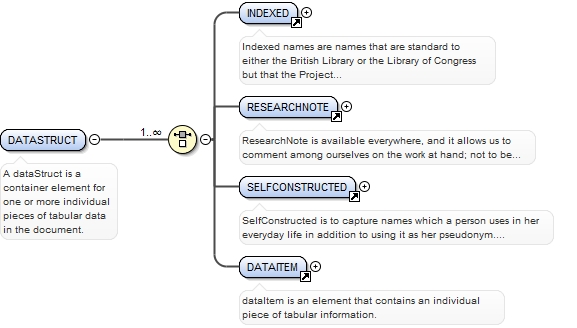 INDEXED
Indexed names are names that are standard to
either the British Library or the Library of Congress
but that the Project...
RESEARCHNOTE
1..∞
DATASTRUCT
ResearchNote is available everywhere, and it allows us to
comment among ourselves on the work at hand; not to be...
A dataStruct is a
container element for
one or more individual
pieces of tabular data
in the document.
SELFCONSTRUCTED
SelfConstructed is to capture names which a person uses in her
everyday life in addition to using it as her pseudonym....
DATAITEM
dataItem is an element that contains an individual
piece of tabular information.